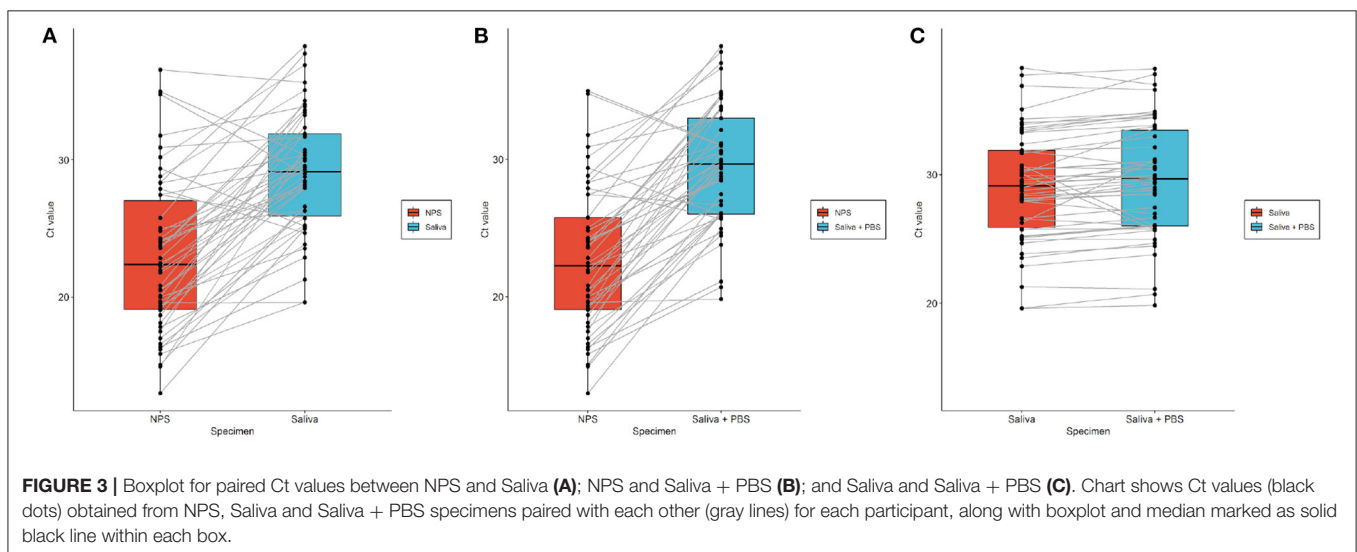 A
Ct value
30
20
NPS
Saliva
Specimen
NPS
Saliva
B
Ct value
30
20
NPS
Saliva + PBS
Specimen
NPS
Saliva + PBS
C
Ct value
30
20
Saliva
Saliva + PBS
Specimen
Saliva
Saliva + PBS
FIGURE 3 | Boxplot for paired Ct values between NPS and Saliva (A); NPS and Saliva + PBS (B); and Saliva and Saliva + PBS (C). Chart shows Ct values (black
dots) obtained from NPS, Saliva and Saliva + PBS specimens paired with each other (gray lines) for each participant, along with boxplot and median marked as solid
black line within each box.